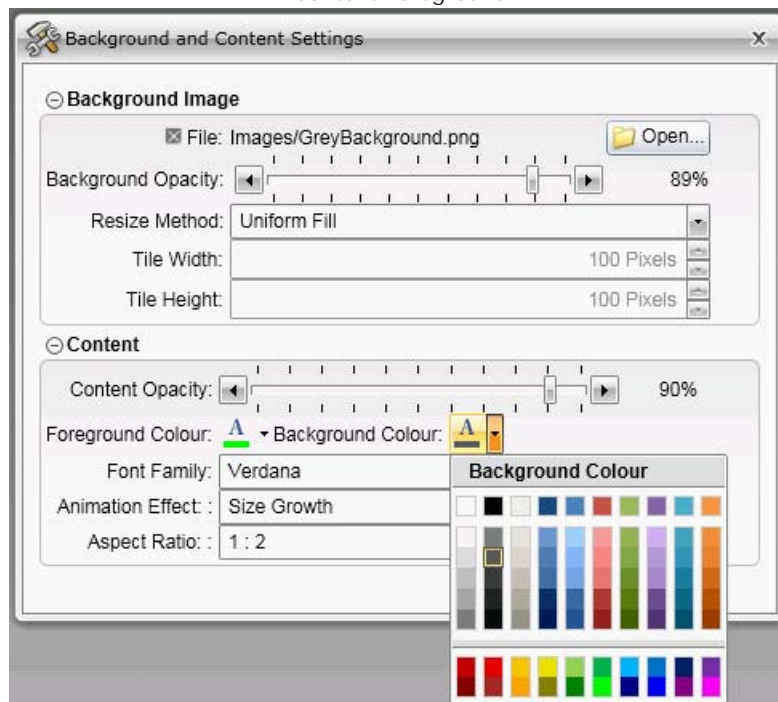 Background and Content Settings
Background Image
File: Images/GreyBackground.png Open...
Background Opacity: 89%
Resize Method: Uniform Fill
Tile Width: 100 Pixels
Tile Height: 100 Pixels
Content
Content Opacity: 90%
Foreground Colour: A Background Colour: A
Font Family: Verdana
Background Colour
Animation Effect: : Size Growth
Aspect Ratio: : 1 : 2